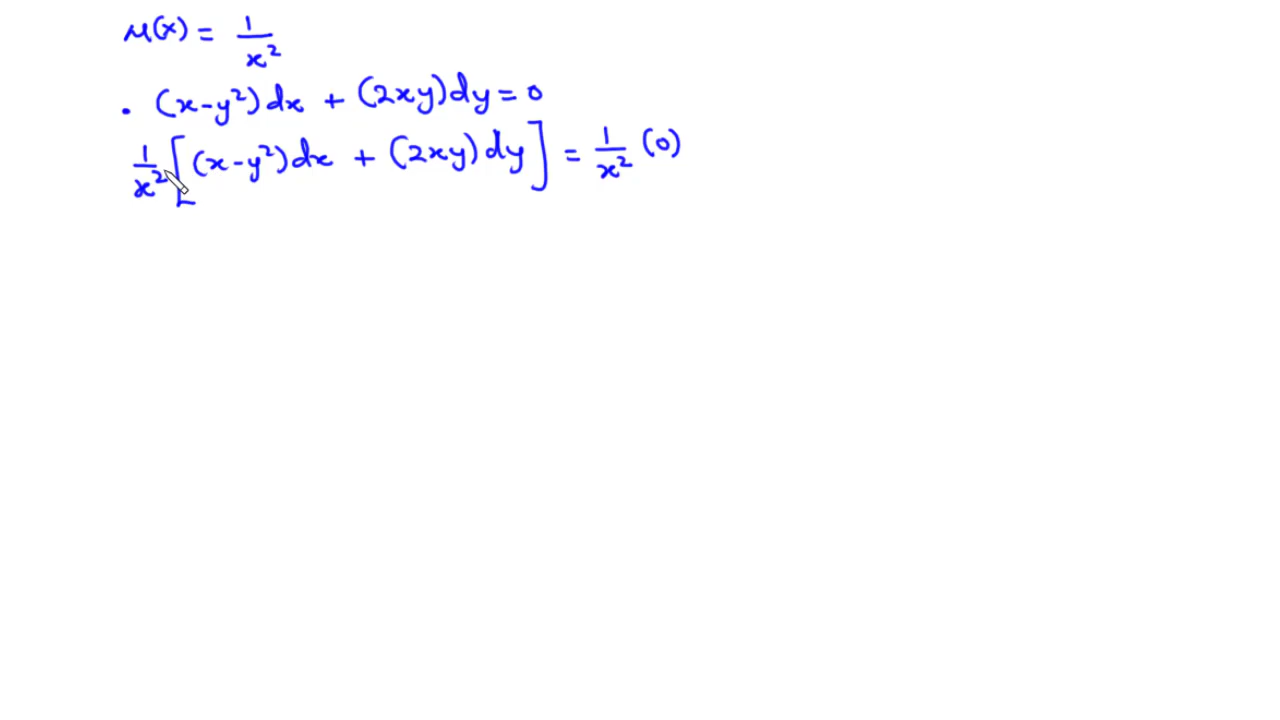 μ(x) = 1/x²
. (x-y²)dx + (2xy)dy = 0
1/x² [(x-y²)dx + (2xy)dy] = 1/x² (0)